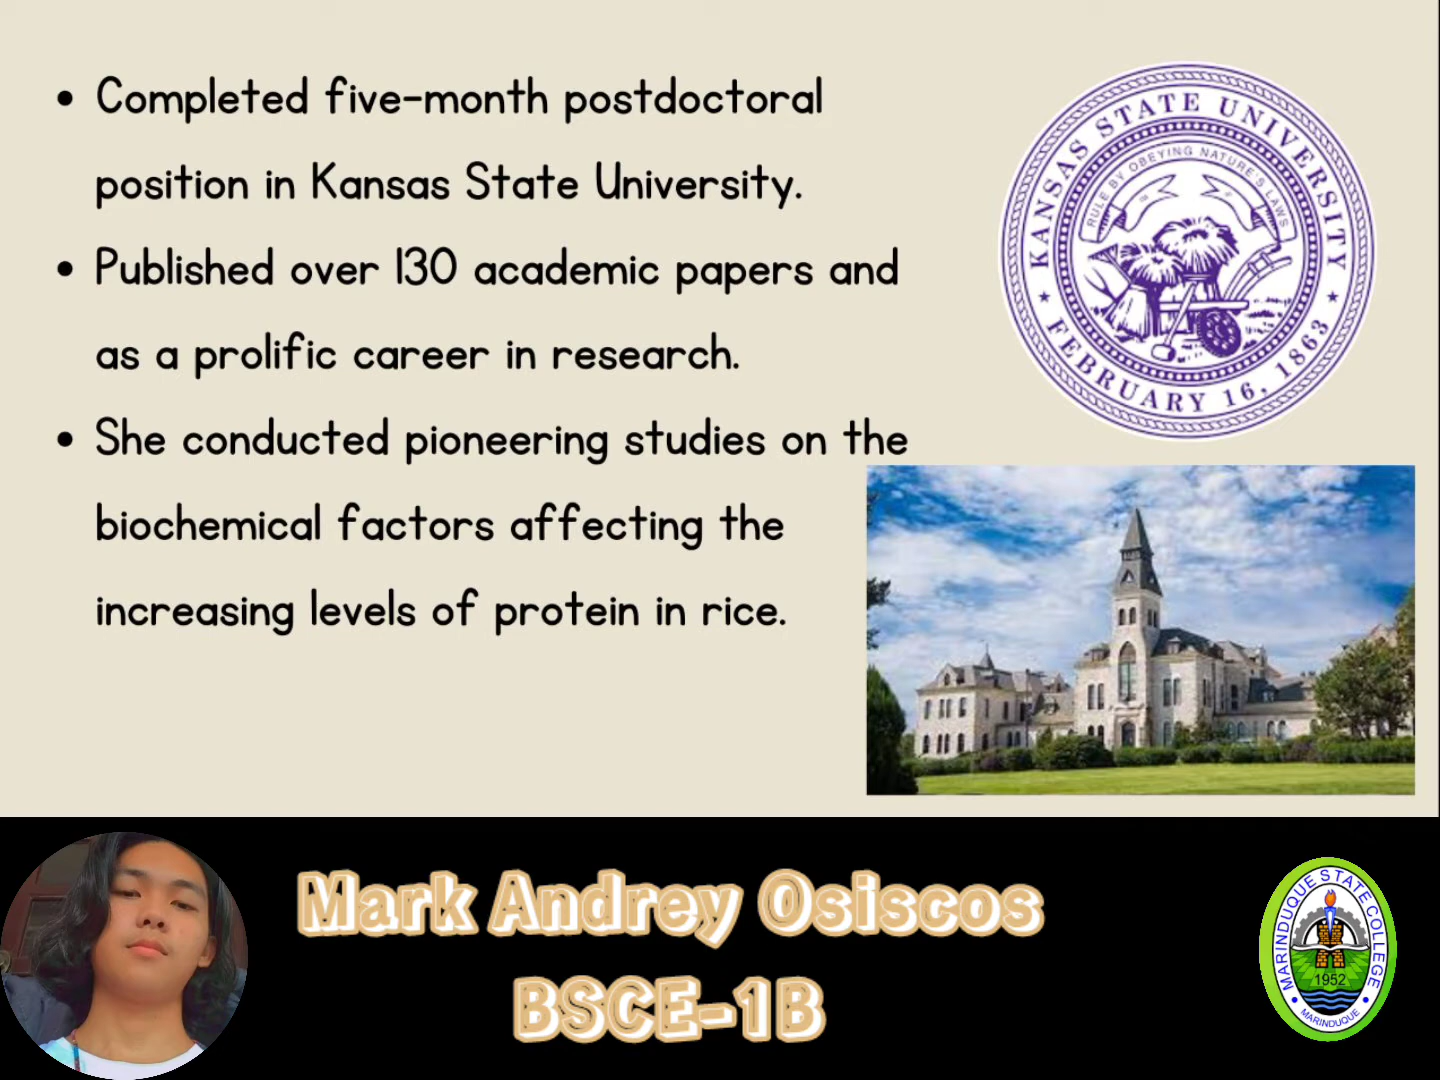 • Completed five-month postdoctoral
position in Kansas State University.
• Published over 130 academic papers and
as a prolific career in research.
• She conducted pioneering studies on the
biochemical factors affecting the
increasing levels of protein in rice.
KANSAS STATE UNIVERSITY
RULE BY OBEYING NATURE'S LAWS
★ FEBRUARY 16, 1863 ★
Mark Andrey Osiscos
BSCE-1B
MARINDUQUE STATE COLLEGE
1952
• MARINDUQUE •